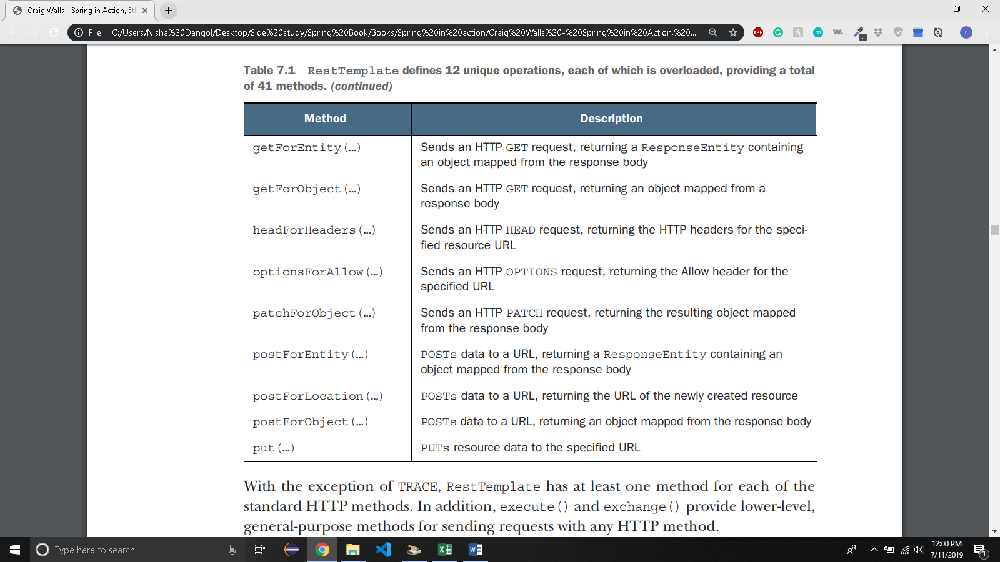 Craig Walls - Spring in Action, 5th
File | C:/Users/Nisha%20Dangol/Desktop/Side%20study/Spring%20Book/Books/Spring%20in%20action/Craig%20Walls%20-%20Spring%20in%20Action,%20...
ABP
G
h
m
w.
r
Table 7.1 RestTemplate defines 12 unique operations, each of which is overloaded, providing a total
of 41 methods. (continued)
Method Description
getForEntity(…) Sends an HTTP GET request, returning a ResponseEntity containing
an object mapped from the response body
getForObject(…) Sends an HTTP GET request, returning an object mapped from a
response body
headForHeaders(…) Sends an HTTP HEAD request, returning the HTTP headers for the speci-
fied resource URL
optionsForAllow(…) Sends an HTTP OPTIONS request, returning the Allow header for the
specified URL
patchForObject(…) Sends an HTTP PATCH request, returning the resulting object mapped
from the response body
postForEntity(…) POSTs data to a URL, returning a ResponseEntity containing an
object mapped from the response body
postForLocation(…) POSTs data to a URL, returning the URL of the newly created resource
postForObject(…) POSTs data to a URL, returning an object mapped from the response body
put(…) PUTs resource data to the specified URL
With the exception of TRACE, RestTemplate has at least one method for each of the
standard HTTP methods. In addition, execute() and exchange() provide lower-level,
general-purpose methods for sending requests with any HTTP method.
Type here to search
12:00 PM
7/11/2019
1